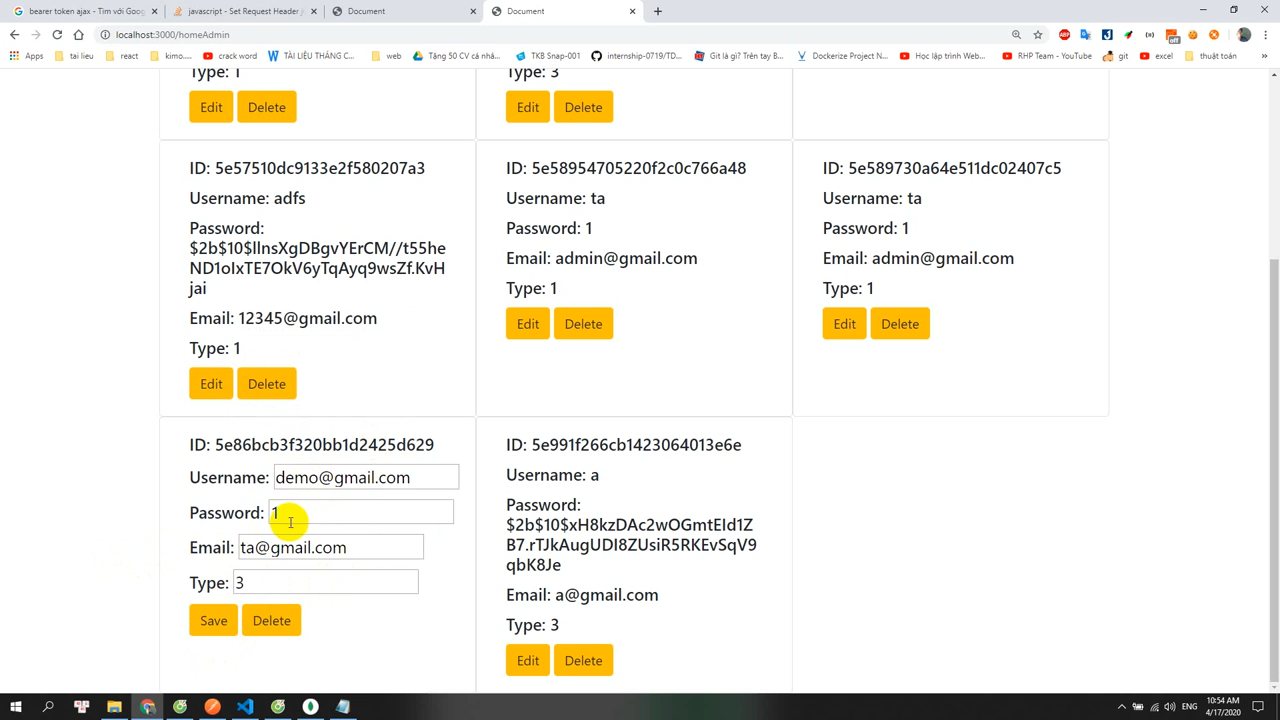 bearer token ajax - Tìm với Goog
javascript - Set Request Header j
Document
Document
localhost:3000/homeAdmin
Apps
tai lieu
react
kimo...
crack word
TÀI LIỆU THÁNG C...
web
Tặng 50 CV cá nhâ...
TKB Snap-001
internship-0719/TD...
Git là gì? Trên tay B...
Dockerize Project N...
Học lập trình Web...
RHP Team - YouTube
git
excel
thuật toán
Type: 1
Edit Delete
Type: 3
Edit Delete
ID: 5e57510dc9133e2f580207a3
Username: adfs
Password:
$2b$10$llnsXgDBgvYErCM//t55he
ND1oIxTE7OkV6yTqAyq9wsZf.KvH
jai
Email: 12345@gmail.com
Type: 1
Edit Delete
ID: 5e58954705220f2c0c766a48
Username: ta
Password: 1
Email: admin@gmail.com
Type: 1
Edit Delete
ID: 5e589730a64e511dc02407c5
Username: ta
Password: 1
Email: admin@gmail.com
Type: 1
Edit Delete
ID: 5e86bcb3f320bb1d2425d629
Username: demo@gmail.com
Password: 1
Email: ta@gmail.com
Type: 3
Save Delete
ID: 5e991f266cb1423064013e6e
Username: a
Password:
$2b$10$xH8kzDAc2wOGmtEId1Z
B7.rTJkAugUDI8ZUsiR5RKEvSqV9
qbK8Je
Email: a@gmail.com
Type: 3
Edit Delete
ENG
10:54 AM
4/17/2020